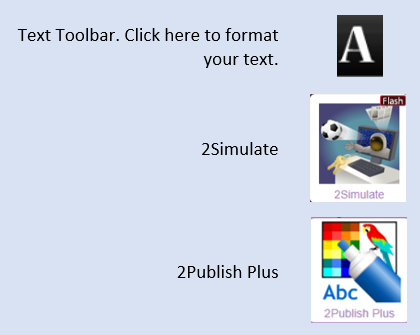 Text Toolbar. Click here to format
your text.
A
Flash
2Simulate
2Simulate
2Publish Plus
Abc
2Publish Plus